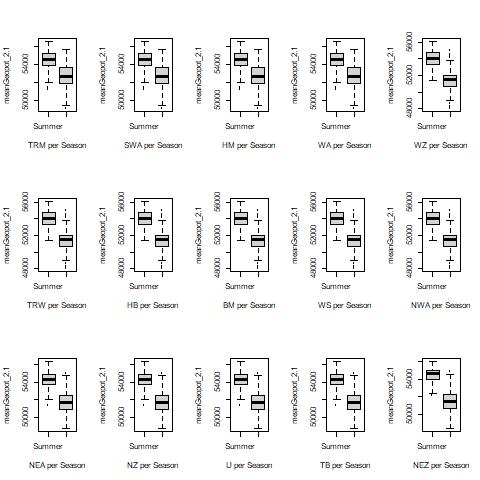 meanGeopot_2.1 50000 54000 Summer TRM per Season
meanGeopot_2.1 50000 54000 Summer SWA per Season
meanGeopot_2.1 50000 54000 Summer HM per Season
meanGeopot_2.1 50000 54000 Summer WA per Season
meanGeopot_2.1 48000 52000 56000 Summer WZ per Season
meanGeopot_2.1 48000 52000 56000 Summer TRW per Season
meanGeopot_2.1 48000 52000 56000 Summer HB per Season
meanGeopot_2.1 48000 52000 56000 Summer BM per Season
meanGeopot_2.1 48000 52000 56000 Summer WS per Season
meanGeopot_2.1 48000 52000 56000 Summer NWA per Season
meanGeopot_2.1 50000 54000 Summer NEA per Season
meanGeopot_2.1 50000 54000 Summer NZ per Season
meanGeopot_2.1 50000 54000 Summer U per Season
meanGeopot_2.1 50000 54000 Summer TB per Season
meanGeopot_2.1 50000 54000 Summer NEZ per Season